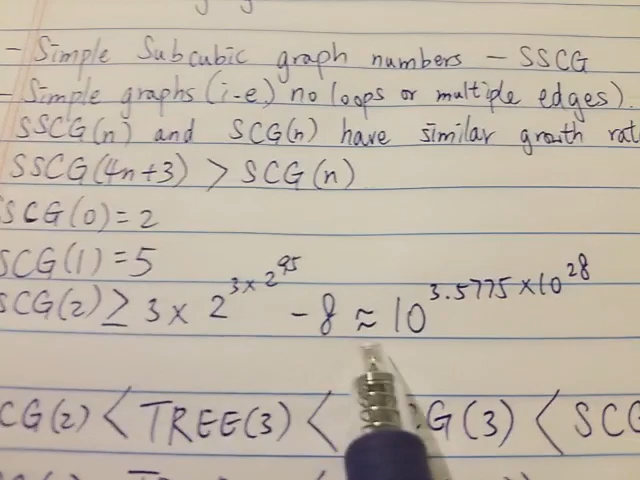 - Simple Subcubic graph numbers - SSCG
- Simple graphs (i-e) no loops or multiple edges).
SSCG(n) and SCG(n) have similar growth rat
SSCG(4n+3) > SCG(n)
SCG(0) = 2
SCG(1) = 5
SCG(2) ≥ 3 × 2^(3×2^95) - 8 ≈ 10^(3.5775×10^28)
CG(2) < TREE(3) < G(3) < SCG